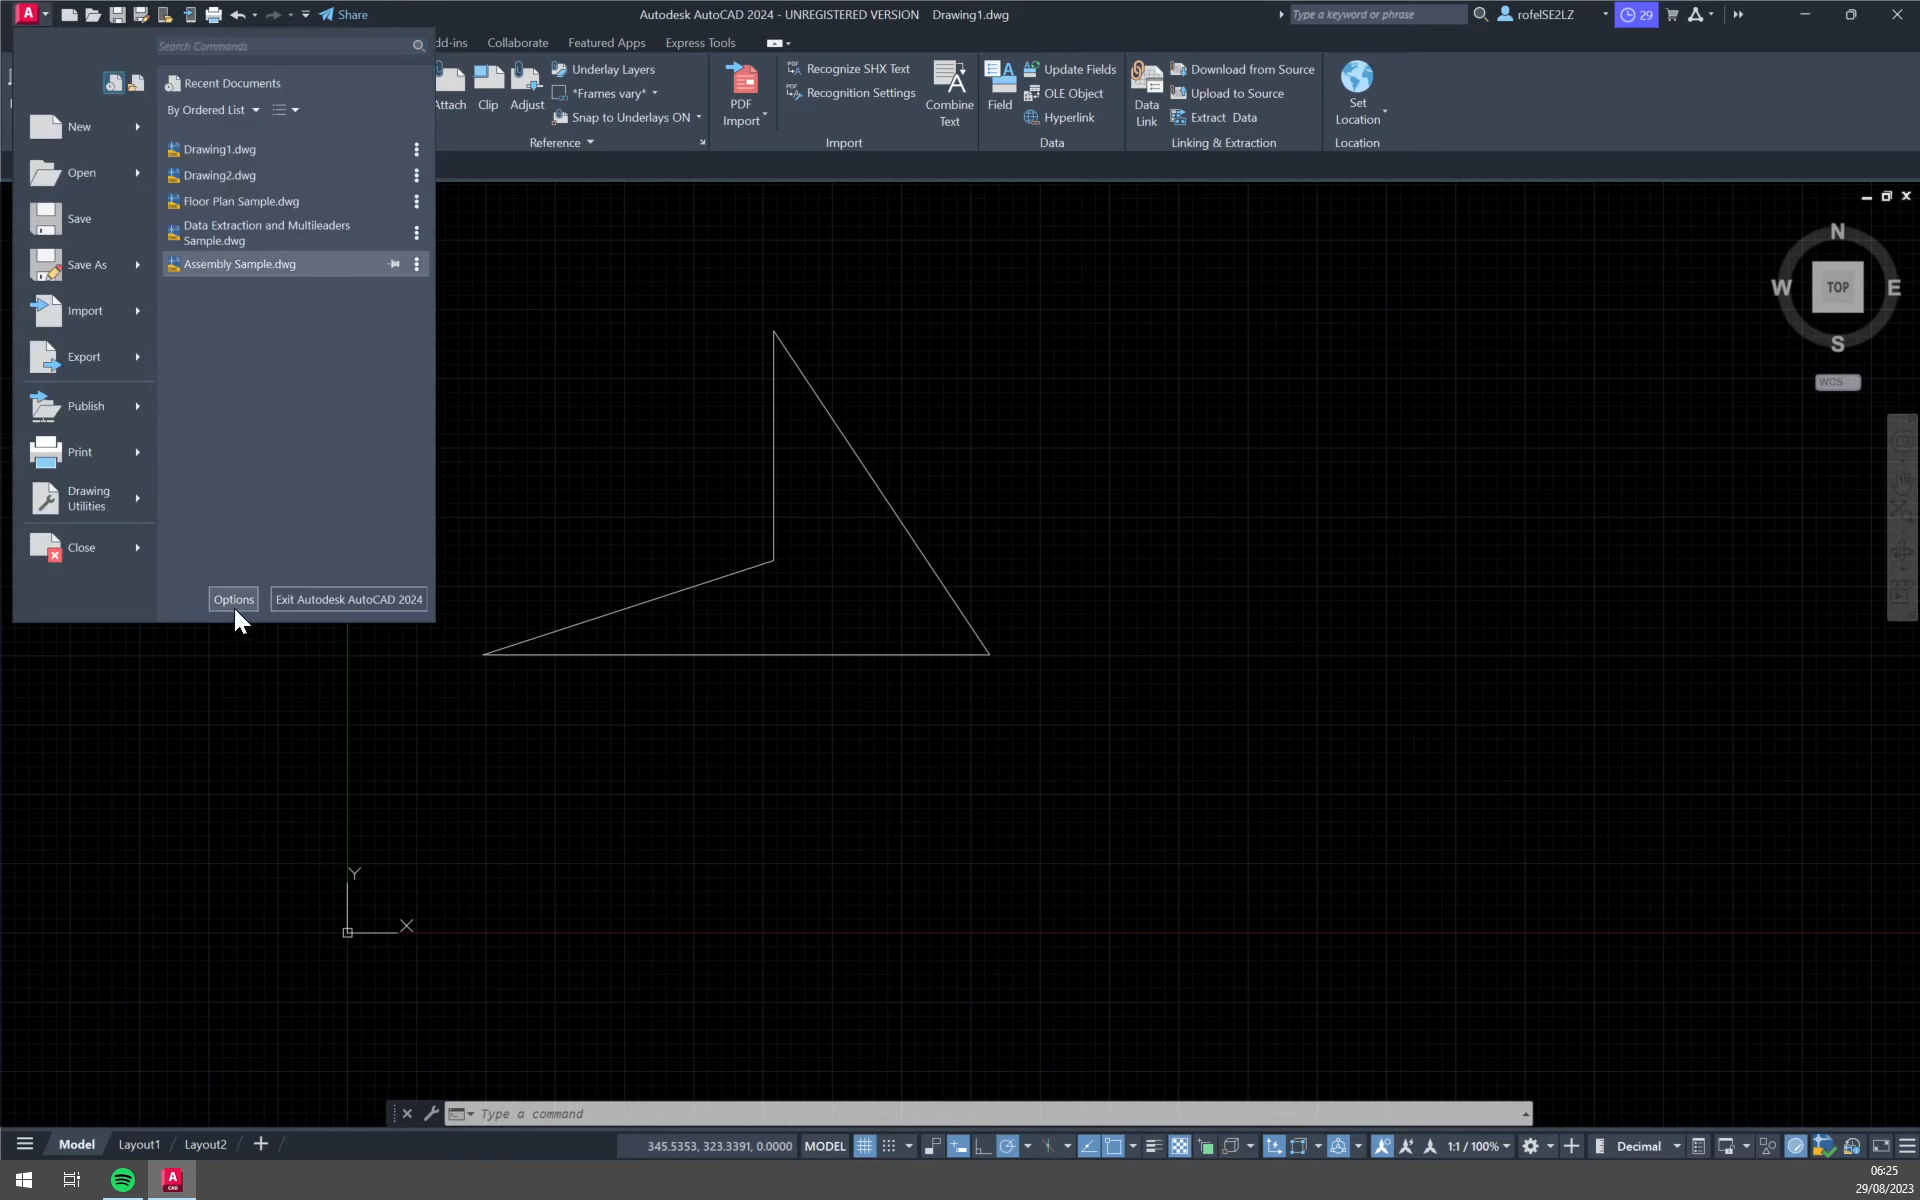 A Share Autodesk AutoCAD 2024 - UNREGISTERED VERSION Drawing1.dwg Type a keyword or phrase rofelSE2LZ 29
Search Commands
dd-ins Collaborate Featured Apps Express Tools
Recent Documents
By Ordered List
New
Open
Save
Save As
Import
Export
Publish
Print
Drawing
Utilities
Close
Drawing1.dwg
Drawing2.dwg
Floor Plan Sample.dwg
Data Extraction and Multileaders
Sample.dwg
Assembly Sample.dwg
Options Exit Autodesk AutoCAD 2024
Attach Clip Adjust
Underlay Layers
*Frames vary*
Snap to Underlays ON
Reference
PDF
Import
PDF Recognize SHX Text
PDF Recognition Settings
Combine
Text
Import
Field
Update Fields
OLE Object
Hyperlink
Data
Data
Link
Download from Source
Upload to Source
Extract Data
Linking & Extraction
Set
Location
Location
N
W TOP E
S
WCS
Y
X
Type a command
Model Layout1 Layout2 345.5353, 323.3391, 0.0000 MODEL 1:1 / 100% Decimal
A
CAD
06:25
29/08/2023